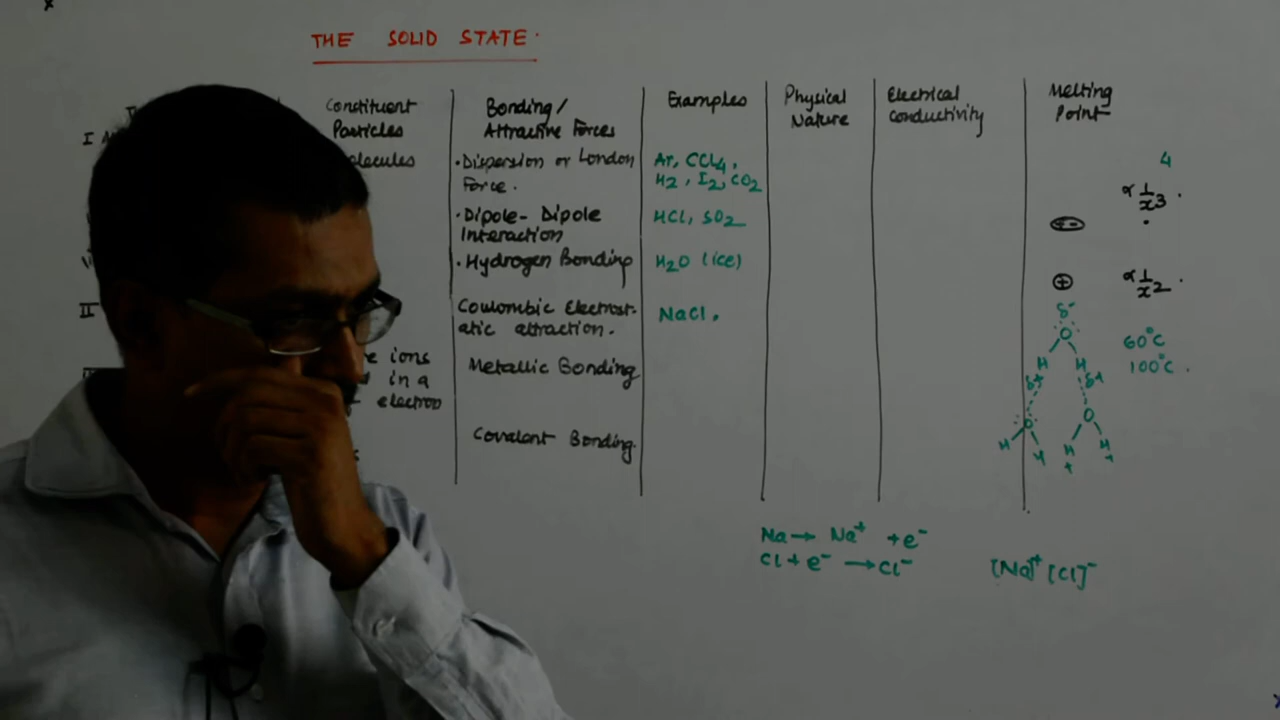 THE SOLID STATE.
Constituent Particles
Bonding/ Attractive Forces
Examples
Physical Nature
Electrical Conductivity
Melting Point
I
olecules
• Dispersion or London Force.
Ar, CCl4, H2, I2, CO2
4
∝ 1/x3.
• Dipole- Dipole Interaction
HCl, SO2
• Hydrogen Bonding
H2O (ice)
∝ 1/x2.
II
Coulombic Electrost- atic attraction.
NaCl,
e ions
in a
electron
Metallic Bonding
Covalant Bonding.
δ-
O
H H
δ+ δ+
O O
H H H H
+ +
60°C
100°C.
Na → Na+ + e-
Cl + e- → Cl-
[Na]+ [Cl]-